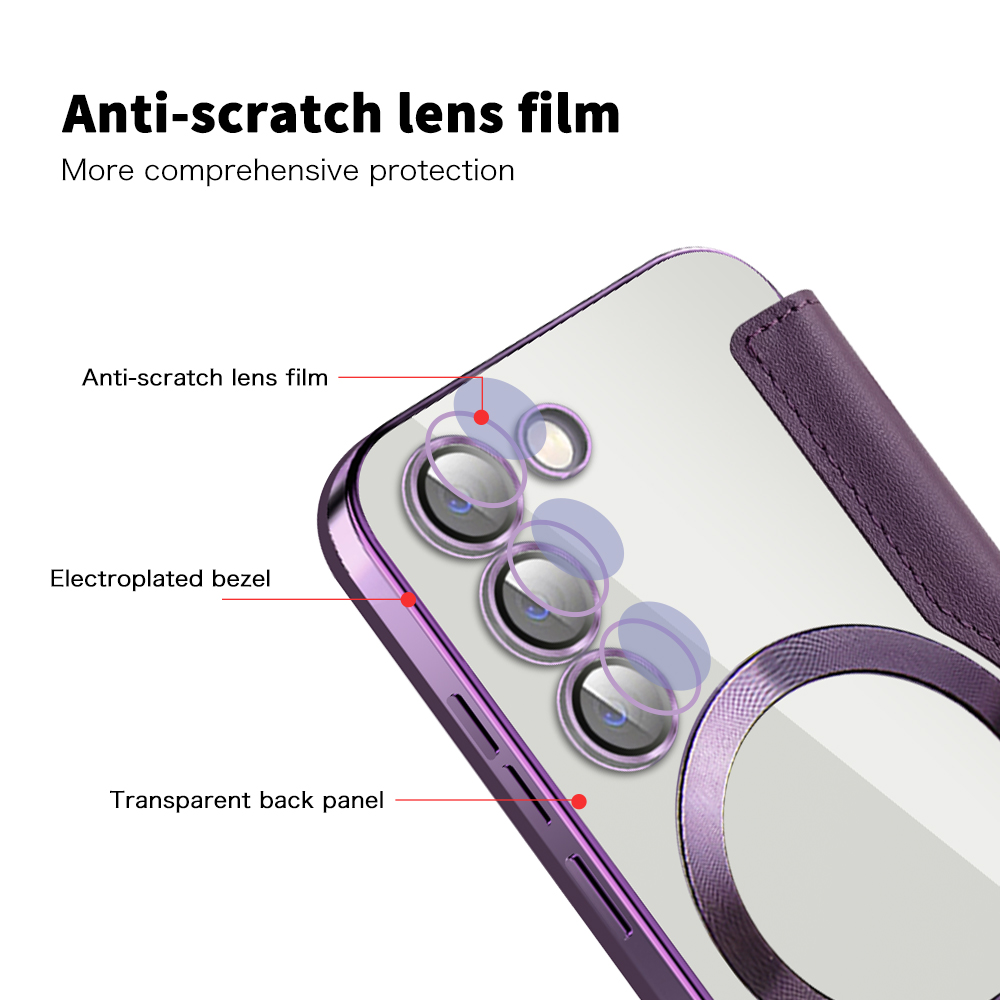 Anti-scratch lens film
More comprehensive protection
Anti-scratch lens film
Electroplated bezel
Transparent back panel